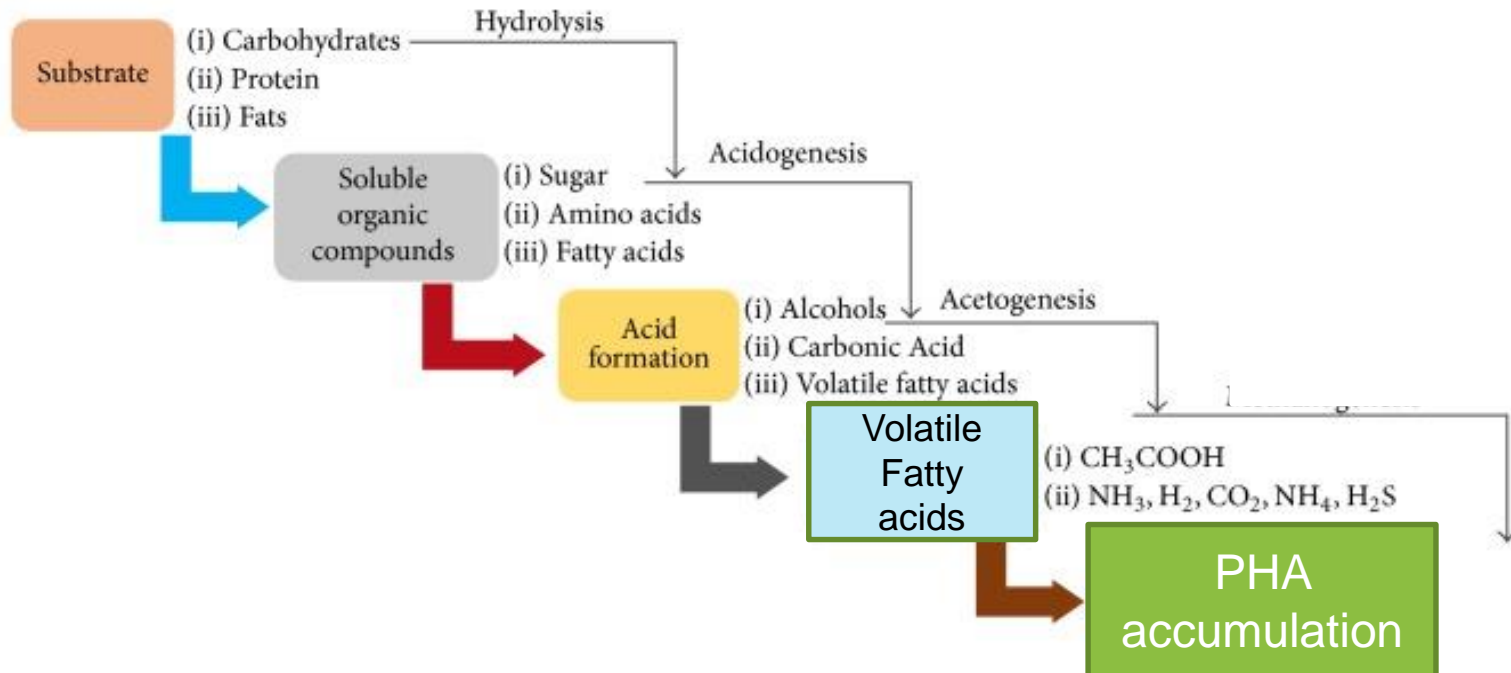 Hydrolysis
Substrate
(i) Carbohydrates
(ii) Protein
(iii) Fats
Acidogenesis
Soluble
organic
compounds
(i) Sugar
(ii) Amino acids
(iii) Fatty acids
Acetogenesis
Acid
formation
(i) Alcohols
(ii) Carbonic Acid
(iii) Volatile fatty acids
Volatile
Fatty
acids
(i) CH₃COOH
(ii) NH₃, H₂, CO₂, NH₄, H₂S
PHA
accumulation